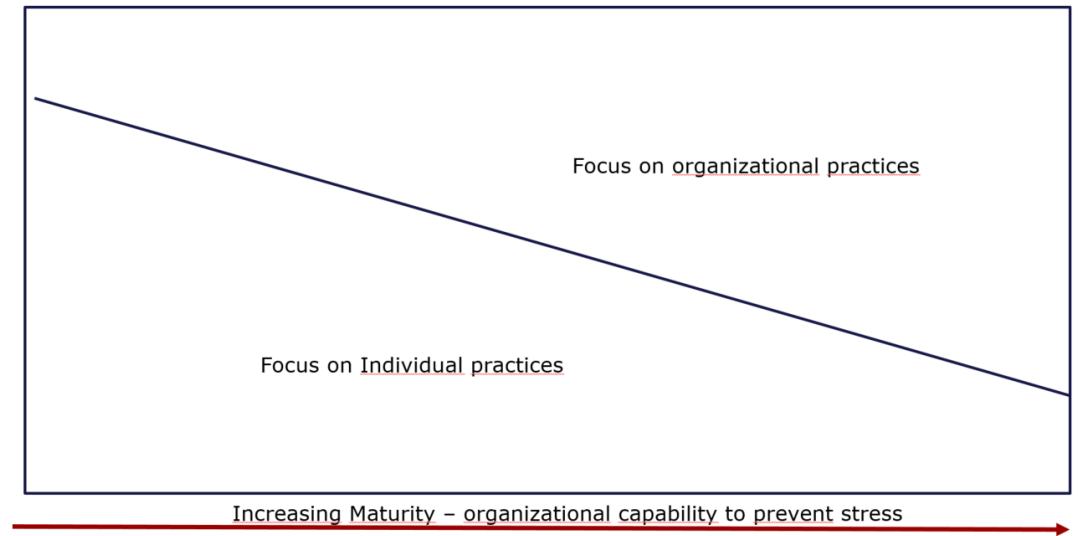 Focus on organizational practices
Focus on Individual practices
Increasing Maturity – organizational capability to prevent stress